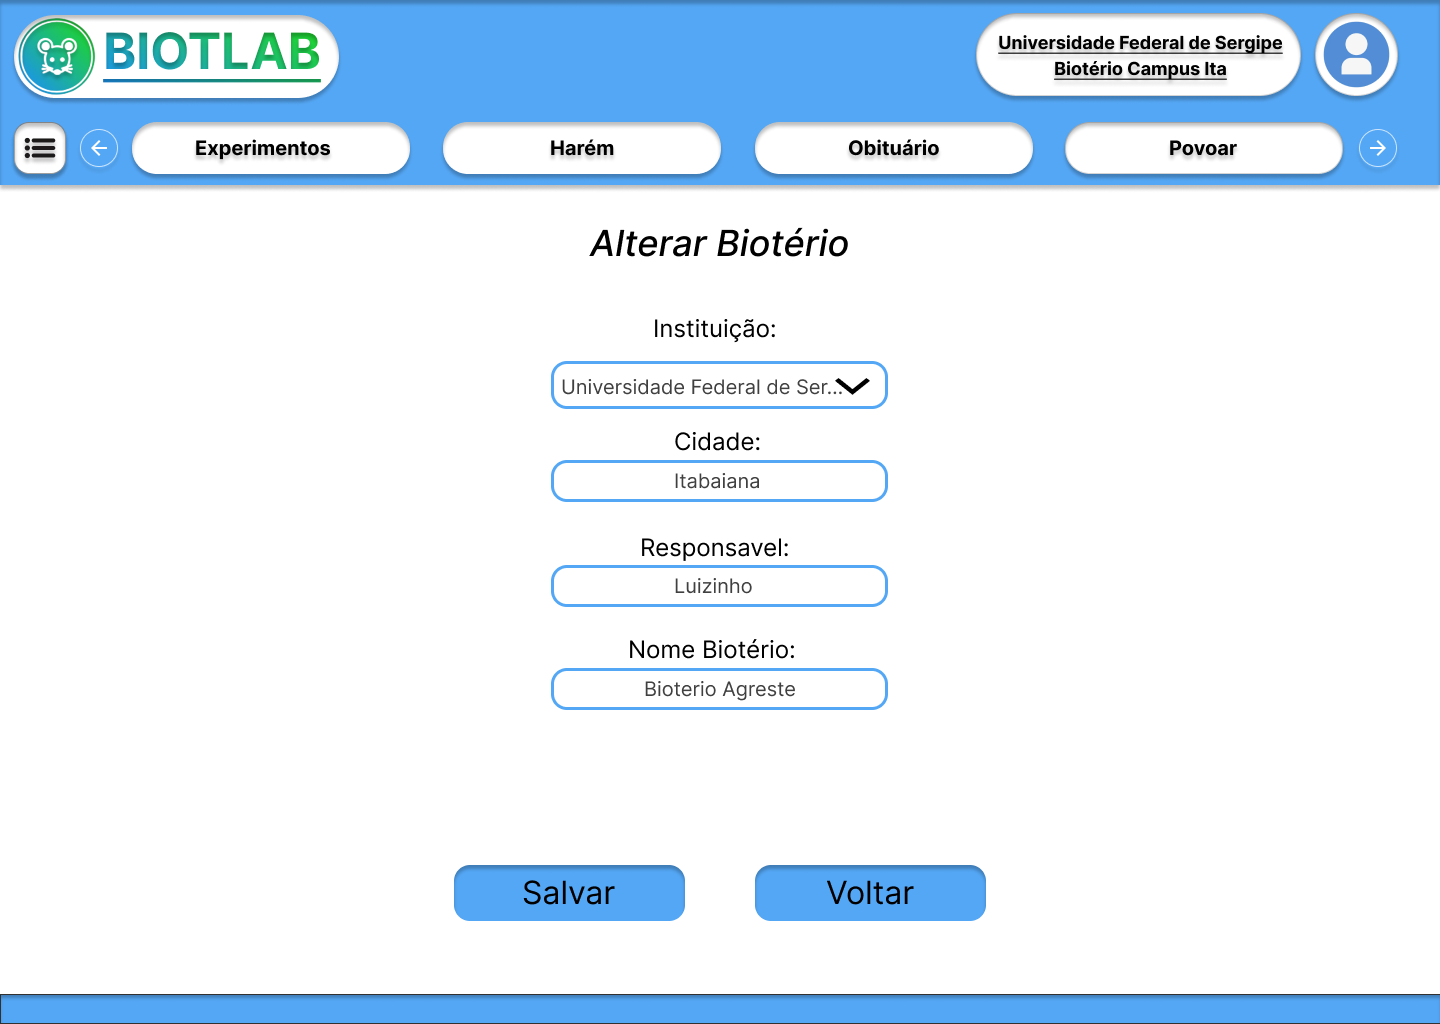 BIOTLAB
Universidade Federal de Sergipe
Biotério Campus Ita
Experimentos
Harém
Obituário
Povoar
Alterar Biotério
Instituição:
Universidade Federal de Ser...
Cidade:
Itabaiana
Responsavel:
Luizinho
Nome Biotério:
Bioterio Agreste
Salvar
Voltar